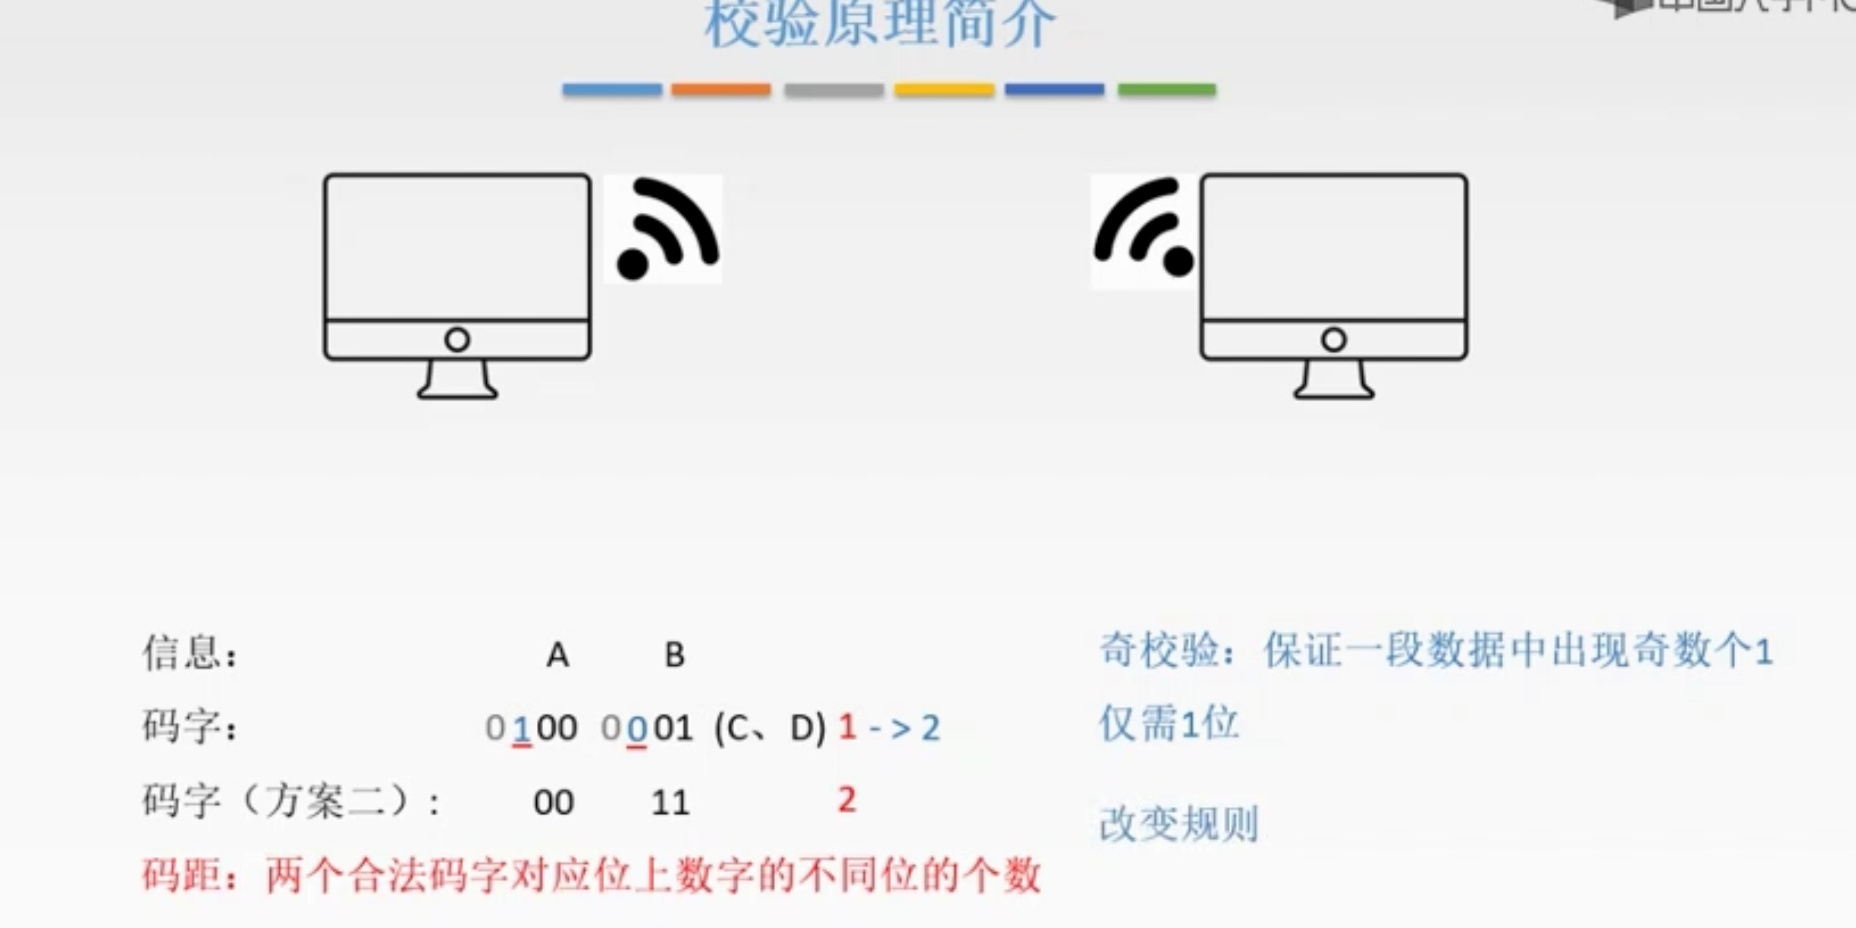 校验原理简介
信息： A B
码字： 0100 0001 (C、D) 1 -> 2
码字（方案二）： 00 11 2
码距：两个合法码字对应位上数字的不同位的个数
奇校验：保证一段数据中出现奇数个1
仅需1位
改变规则